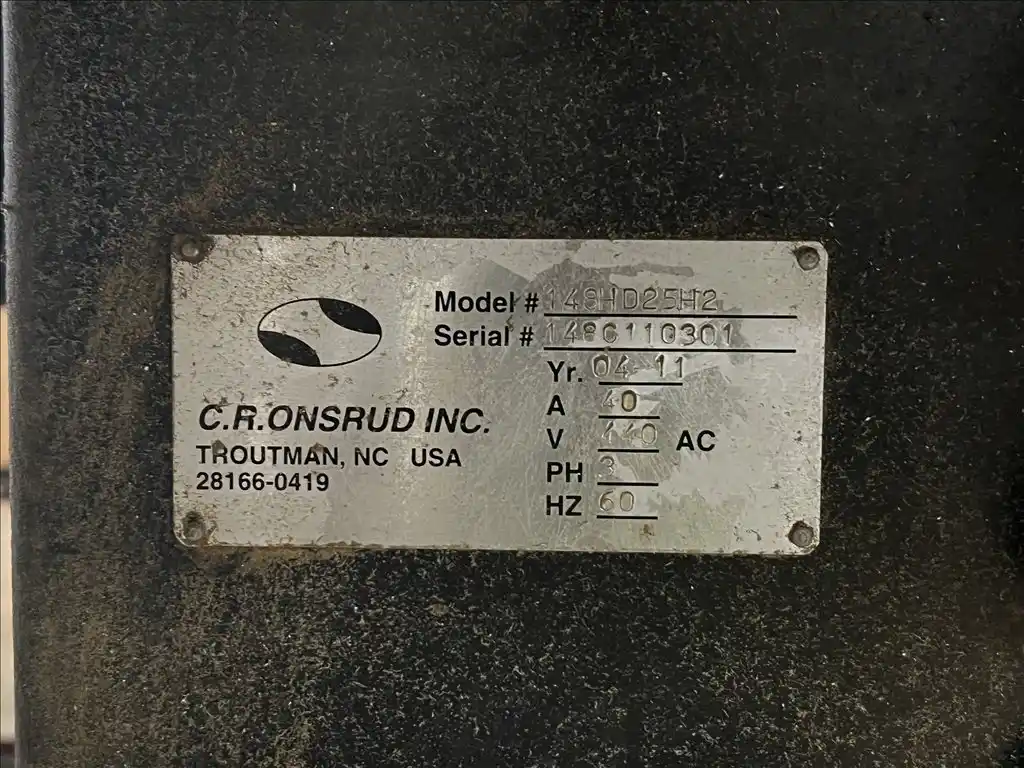 Model # 148HD25H2
Serial # 148G110301
Yr. 04-11
A 40
V 440 AC
PH 3
HZ 60
C.R.ONSRUD INC.
TROUTMAN, NC USA
28166-0419